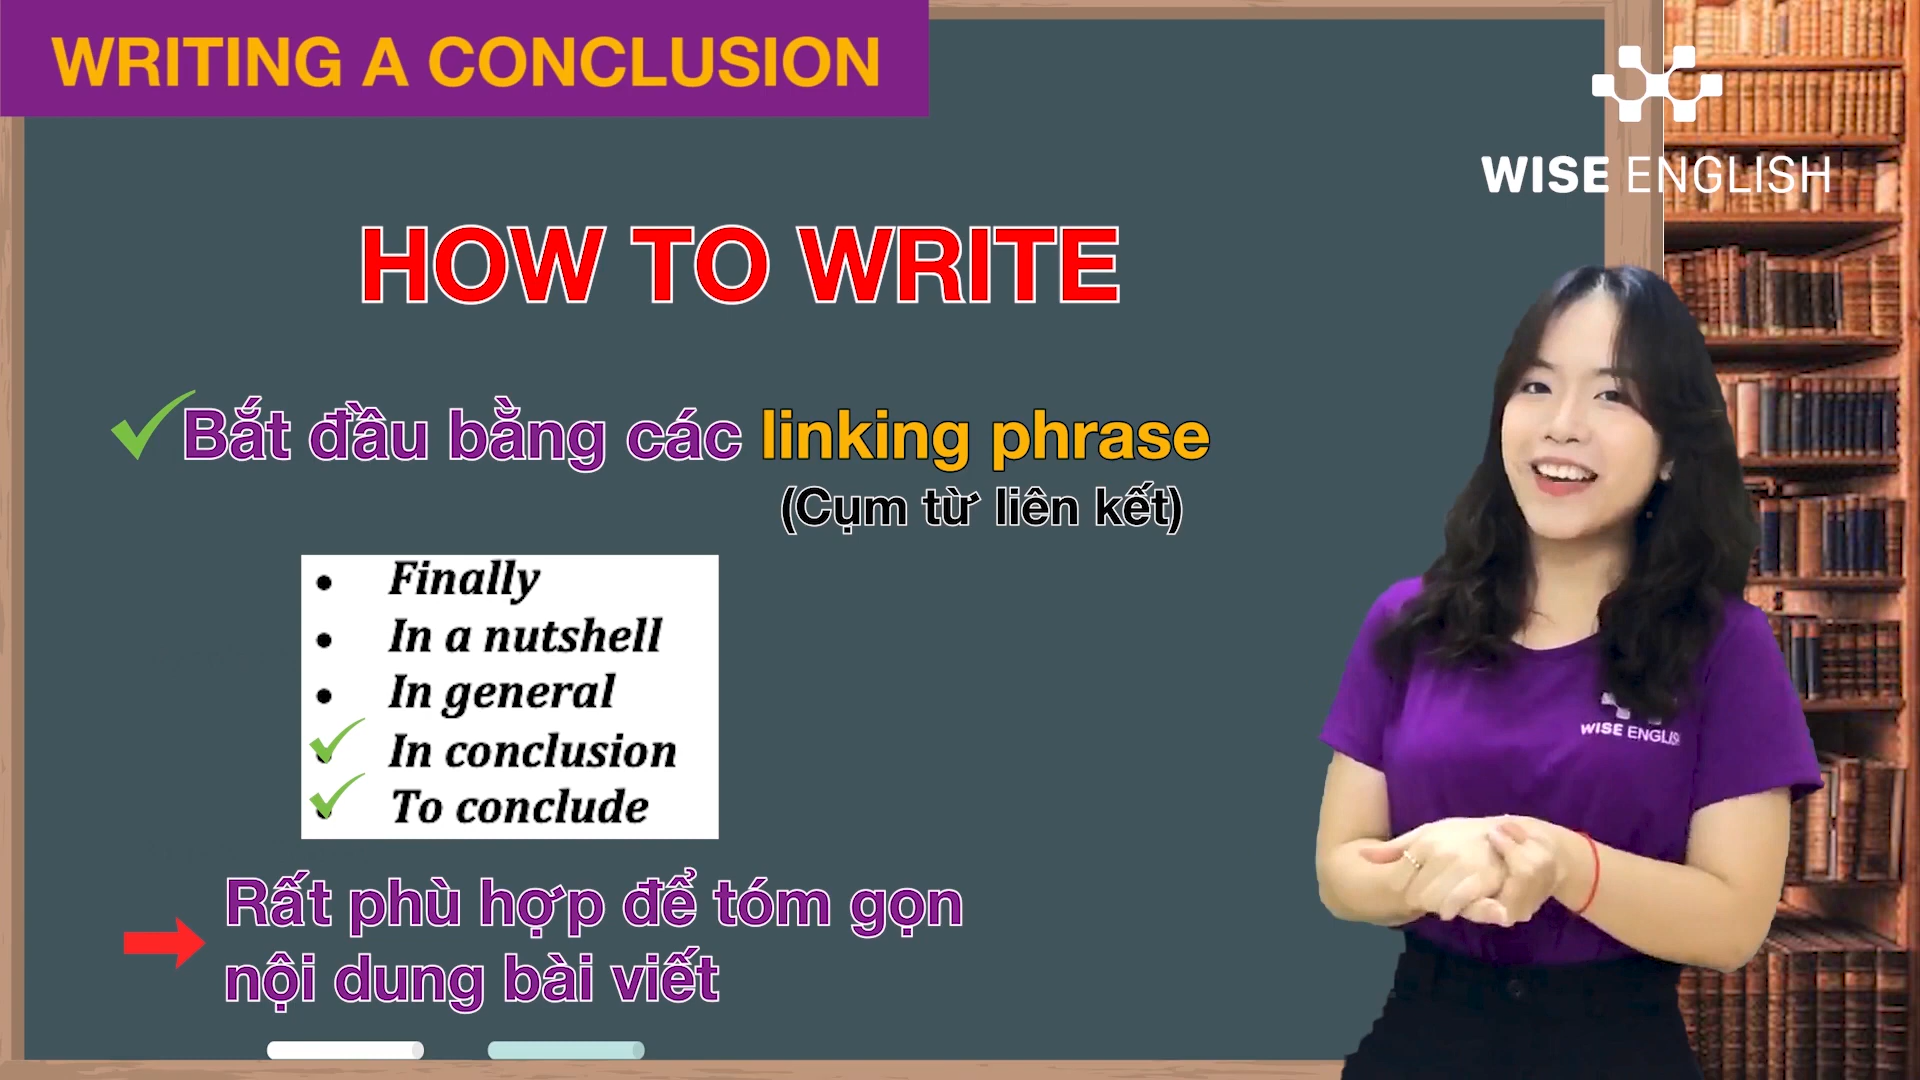 WRITING A CONCLUSION
WISE ENGLISH
HOW TO WRITE
Bắt đầu bằng các linking phrase
(Cụm từ liên kết)
Finally
In a nutshell
In general
In conclusion
To conclude
Rất phù hợp để tóm gọn
nội dung bài viết
WISE ENGLISH